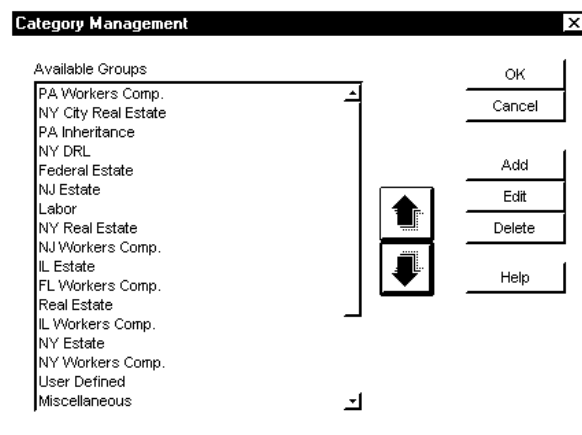 Category Management
Available Groups
PA Workers Comp.
NY City Real Estate
PA Inheritance
NY DRL
Federal Estate
NJ Estate
Labor
NY Real Estate
NJ Workers Comp.
IL Estate
FL Workers Comp.
Real Estate
IL Workers Comp.
NY Estate
NY Workers Comp.
User Defined
Miscellaneous
OK
Cancel
Add
Edit
Delete
Help